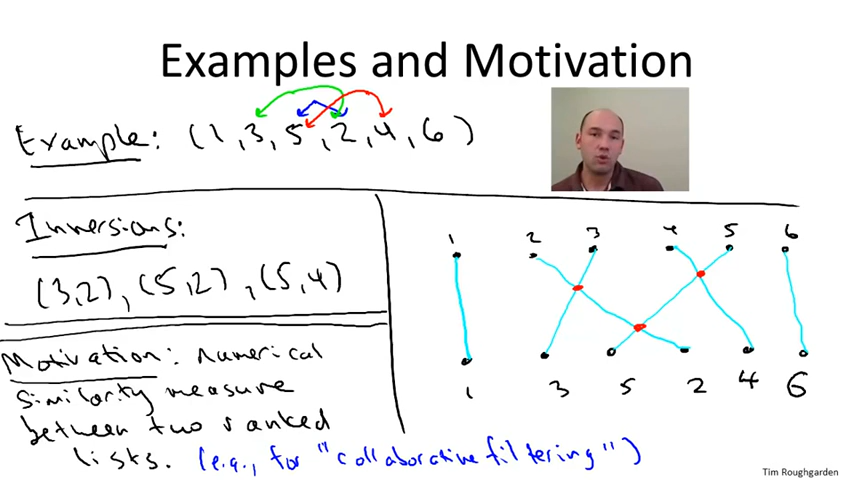 Examples and Motivation
Example: (1, 3, 5, 2, 4, 6)
Inversions:
(3,2), (5,2), (5,4)
Motivation: numerical
similarity measure
between two ranked
lists. (e.g., for "collaborative filtering")
1 2 3 4 5 6
1 3 5 2 4 6
Tim Roughgarden